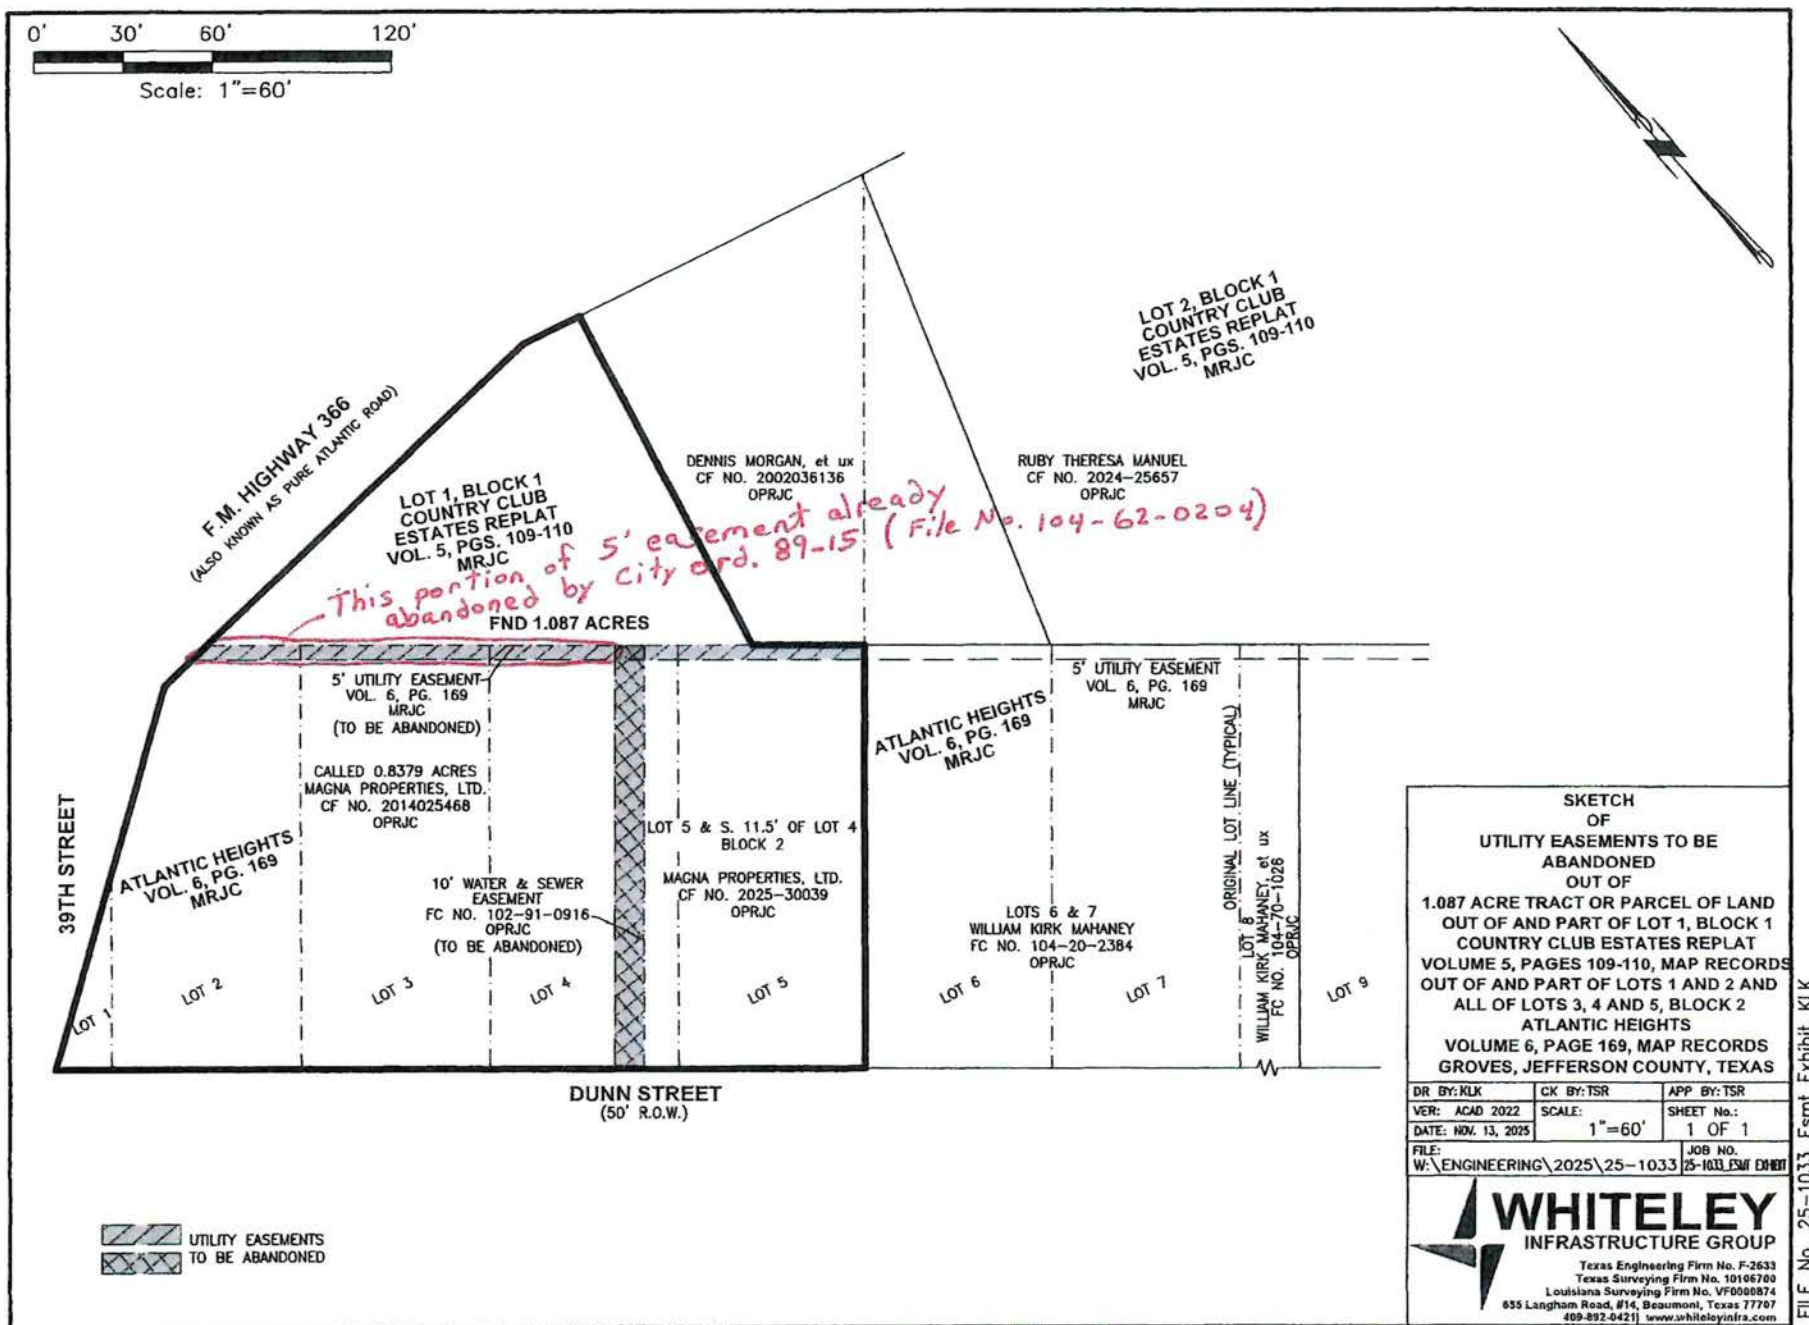 0' 30' 60' 120'
Scale: 1"=60'
LOT 2, BLOCK 1
COUNTRY CLUB
ESTATES REPLAT
VOL. 5, PGS. 109-110
MRJC
F.M. HIGHWAY 366
(ALSO KNOWN AS PURE ATLANTIC ROAD)
LOT 1, BLOCK 1
COUNTRY CLUB
ESTATES REPLAT
VOL. 5, PGS. 109-110
MRJC
DENNIS MORGAN, et ux
CF NO. 2002036136
OPRJC
RUBY THERESA MANUEL
CF NO. 2024-25657
OPRJC
This portion of 5' easement already
abandoned by City Ord. 89-15 (File No. 104-62-0204)
FND 1.087 ACRES
5' UTILITY EASEMENT
VOL. 6, PG. 169
MRJC
(TO BE ABANDONED)
5' UTILITY EASEMENT
VOL. 6, PG. 169
MRJC
ATLANTIC HEIGHTS
VOL. 6, PG. 169
MRJC
CALLED 0.8379 ACRES
MAGNA PROPERTIES, LTD.
CF NO. 2014025468
OPRJC
ORIGINAL LOT LINE (TYPICAL)
39TH STREET
ATLANTIC HEIGHTS
VOL. 6, PG. 169
MRJC
LOT 5 & S. 11.5' OF LOT 4
BLOCK 2
MAGNA PROPERTIES, LTD.
CF NO. 2025-30039
OPRJC
10' WATER & SEWER
EASEMENT
FC NO. 102-91-0916
OPRJC
(TO BE ABANDONED)
LOTS 6 & 7
WILLIAM KIRK MAHANEY
FC NO. 104-20-2384
OPRJC
LOT 8
WILLIAM KIRK MAHANEY, et ux
FC NO. 104-70-1026
OPRJC
LOT 1
LOT 2
LOT 3
LOT 4
LOT 5
LOT 6
LOT 7
LOT 9
DUNN STREET
(50' R.O.W.)
UTILITY EASEMENTS
TO BE ABANDONED
SKETCH
OF
UTILITY EASEMENTS TO BE
ABANDONED
OUT OF
1.087 ACRE TRACT OR PARCEL OF LAND
OUT OF AND PART OF LOT 1, BLOCK 1
COUNTRY CLUB ESTATES REPLAT
VOLUME 5, PAGES 109-110, MAP RECORDS
OUT OF AND PART OF LOTS 1 AND 2 AND
ALL OF LOTS 3, 4 AND 5, BLOCK 2
ATLANTIC HEIGHTS
VOLUME 6, PAGE 169, MAP RECORDS
GROVES, JEFFERSON COUNTY, TEXAS
DR BY: KLK CK BY: TSR APP BY: TSR
VER: ACAD 2022 SCALE: SHEET No.:
DATE: NOV. 13, 2025 1"=60' 1 OF 1
FILE: JOB NO.
W:\ENGINEERING\2025\25-1033 25-1033_ESMT EXHIBIT
WHITELEY
INFRASTRUCTURE GROUP
Texas Engineering Firm No. F-2633
Texas Surveying Firm No. 10106700
Louisiana Surveying Firm No. VF0000874
635 Langham Road, #14, Beaumont, Texas 77707
409-892-0421| www.whiteleyinfra.com
FILE No. 25-1033 Esmt Exhibit KLK